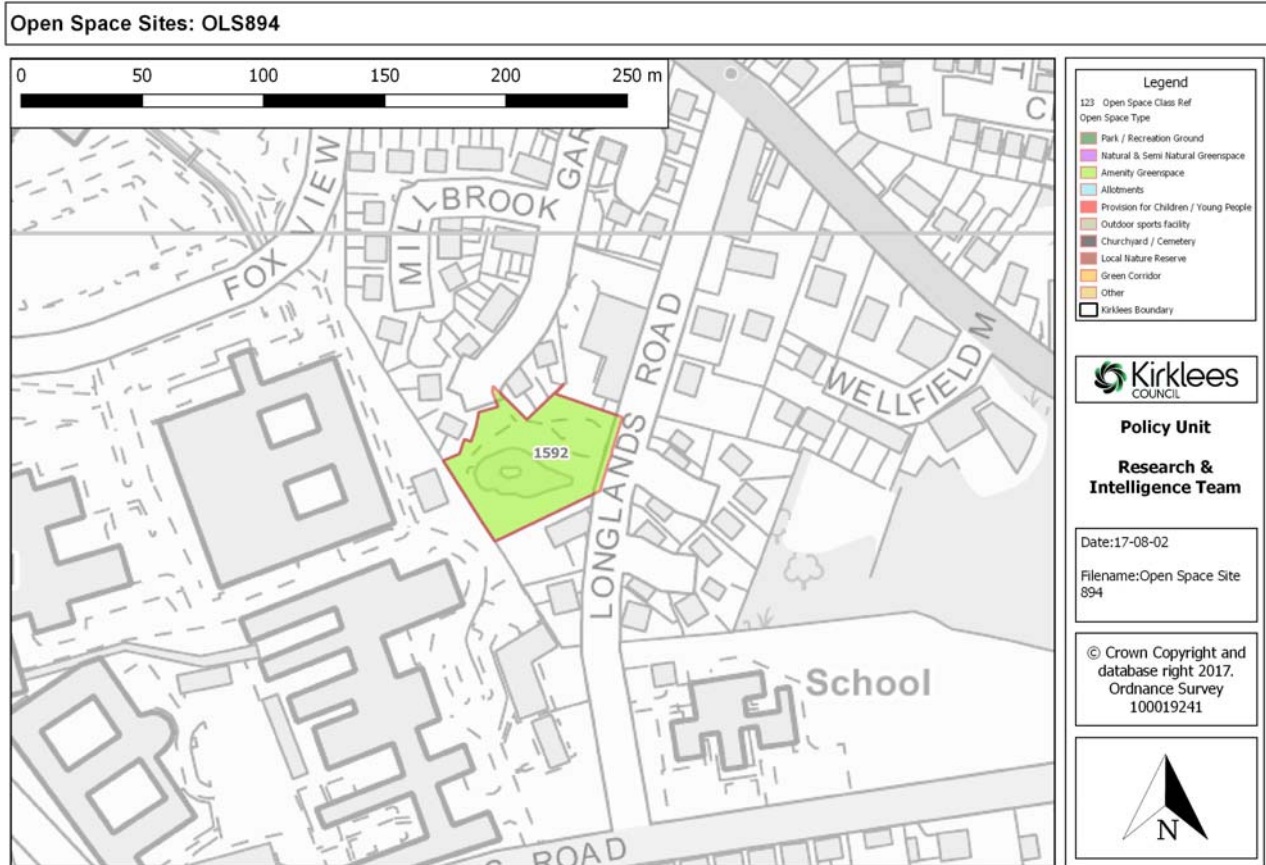 Open Space Sites: OLS894
0 50 100 150 200 250 m
FOX VIEW
MILLBROOK
GAR
LONGLANDS ROAD
WELLFIELD M
1592
School
ROAD
Legend
123 Open Space Class Ref
Open Space Type
Park / Recreation Ground
Natural & Semi Natural Greenspace
Amenity Greenspace
Allotments
Provision for Children / Young People
Outdoor sports facility
Churchyard / Cemetery
Local Nature Reserve
Green Corridor
Other
Kirklees Boundary
Kirklees
COUNCIL
Policy Unit
Research &
Intelligence Team
Date:17-08-02
Filename:Open Space Site
894
© Crown Copyright and
database right 2017.
Ordnance Survey
100019241
N